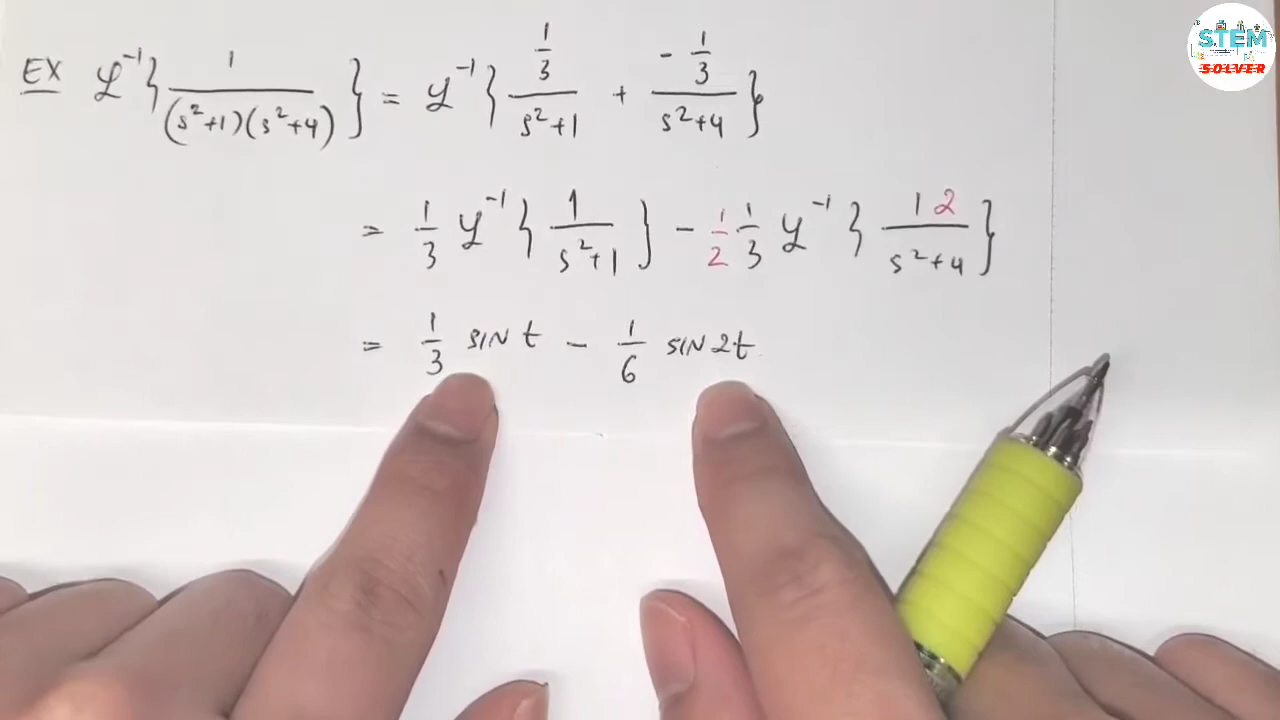 STEM
SOLVER
EX ℒ⁻¹{ 1/((s²+1)(s²+4)) } = ℒ⁻¹{ (1/3)/(s²+1) + (-1/3)/(s²+4) }
= 1/3 ℒ⁻¹{ 1/(s²+1) } - 1/2 1/3 ℒ⁻¹{ 1 2/(s²+4) }
= 1/3 SIN t - 1/6 SIN 2t